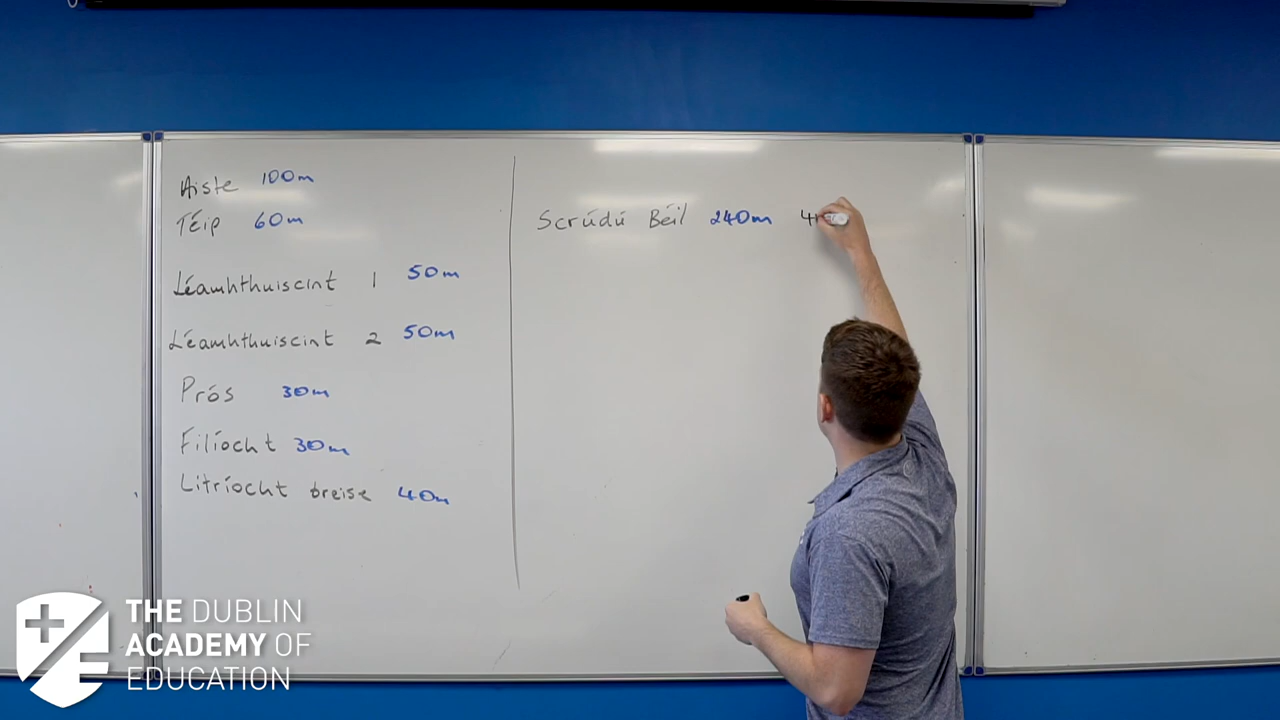 Aiste 100m
Téip 60m
Léamhthuiscint 1 50m
Léamhthuiscint 2 50m
Prós 30m
Filíocht 30m
Litríocht breise 40m
Scrúdú Béil 240m
THE DUBLIN
ACADEMY OF
EDUCATION